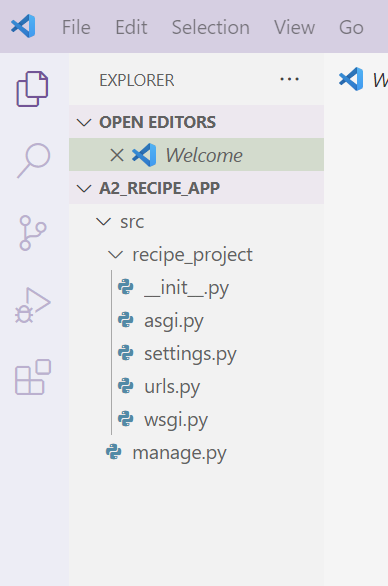 File Edit Selection View Go
EXPLORER ...
OPEN EDITORS
Welcome
A2_RECIPE_APP
src
recipe_project
__init__.py
asgi.py
settings.py
urls.py
wsgi.py
manage.py